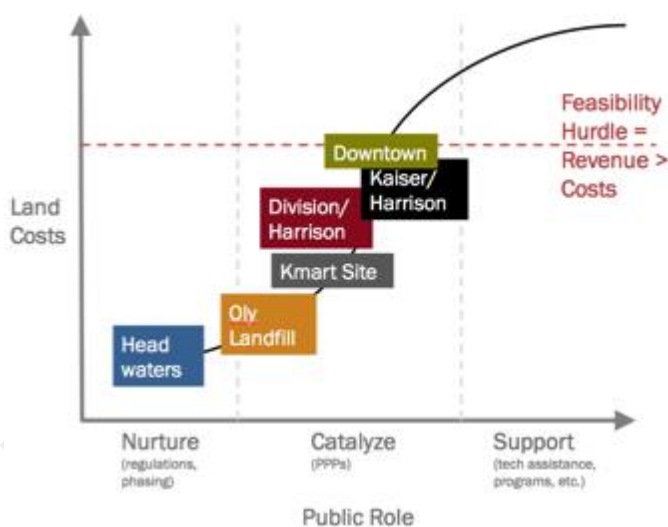 Feasibility
Hurdle =
Revenue >
Costs
Downtown
Kaiser/
Harrison
Division/
Harrison
Land
Costs
Kmart Site
Oly
Landfill
Head
waters
Nurture
(regulations,
phasing)
Catalyze
(PPPs)
Support
(tech assistance,
programs, etc.)
Public Role